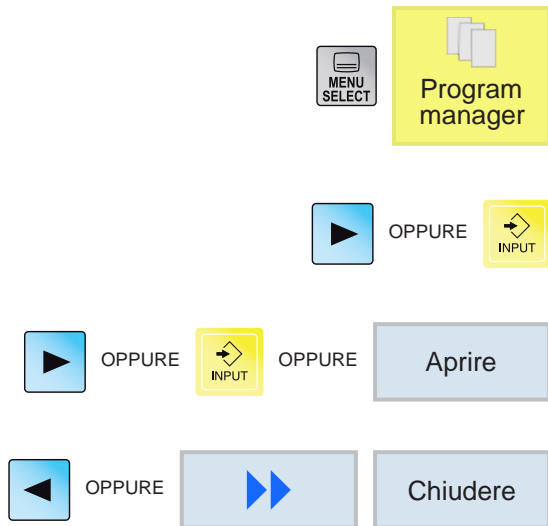 MENU
SELECT
Program
manager
OPPURE
INPUT
OPPURE
INPUT
OPPURE
Aprire
OPPURE
Chiudere